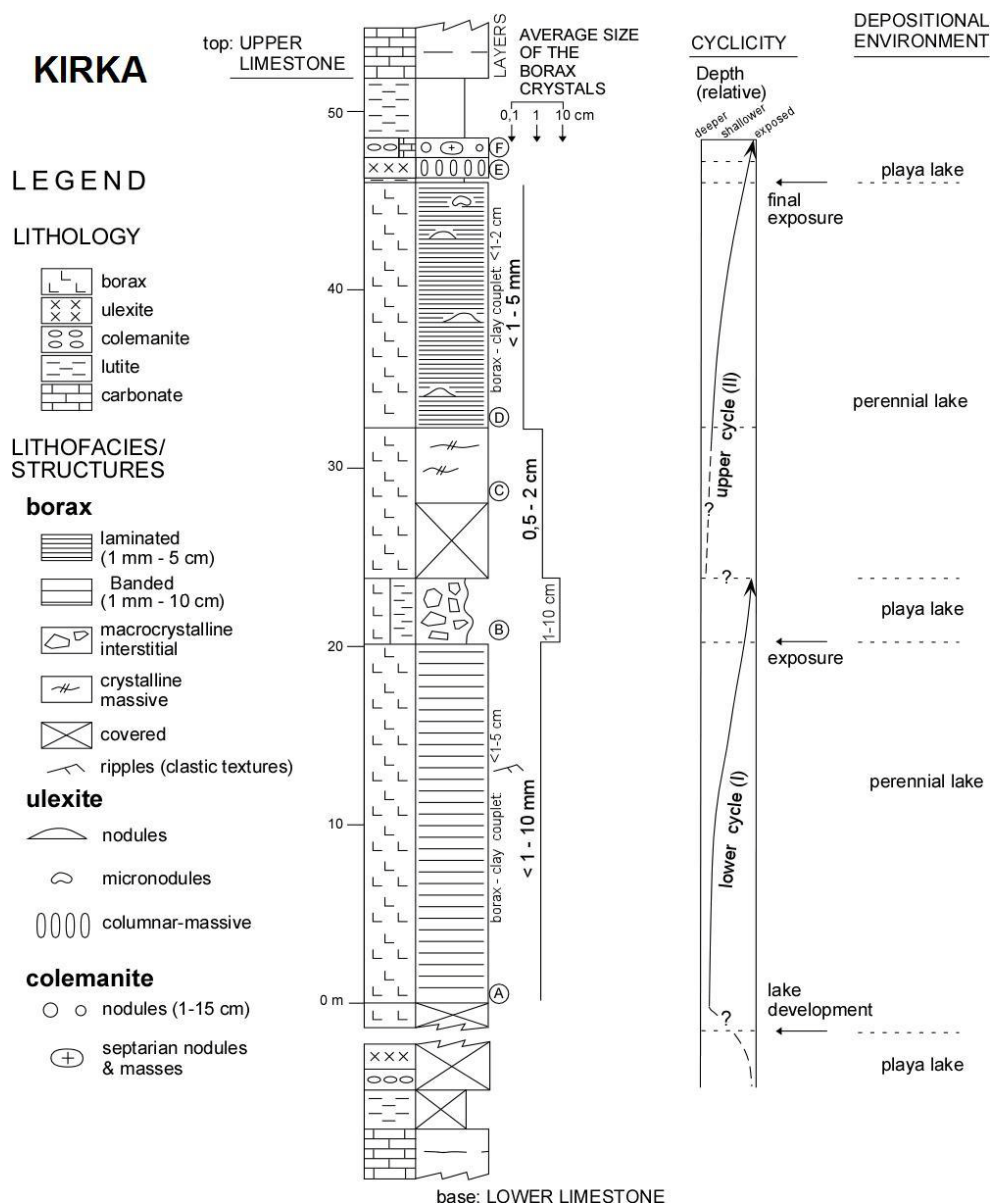 KIRKA
top: UPPER
LIMESTONE
LAYERS
AVERAGE SIZE
OF THE
BORAX
CRYSTALS
0,1 1 10 cm
CYCLICITY
Depth
(relative)
deeper
shallower
exposed
DEPOSITIONAL
ENVIRONMENT
LEGEND
LITHOLOGY
borax
ulexite
colemanite
lutite
carbonate
LITHOFACIES/
STRUCTURES
borax
laminated
(1 mm - 5 cm)
Banded
(1 mm - 10 cm)
macrocrystalline
interstitial
crystalline
massive
covered
ripples (clastic textures)
ulexite
nodules
micronodules
columnar-massive
colemanite
nodules (1-15 cm)
septarian nodules
& masses
50
40
30
20
10
0 m
F
E
D
C
B
A
borax - clay couplet: <1-2 cm
< 1 - 5 mm
0,5 - 2 cm
1-10 cm
borax - clay couplet: <1-5 cm
< 1 - 10 mm
base: LOWER LIMESTONE
final
exposure
upper cycle (II)
?
?
exposure
lower cycle (I)
lake
development
?
playa lake
perennial lake
playa lake
perennial lake
playa lake